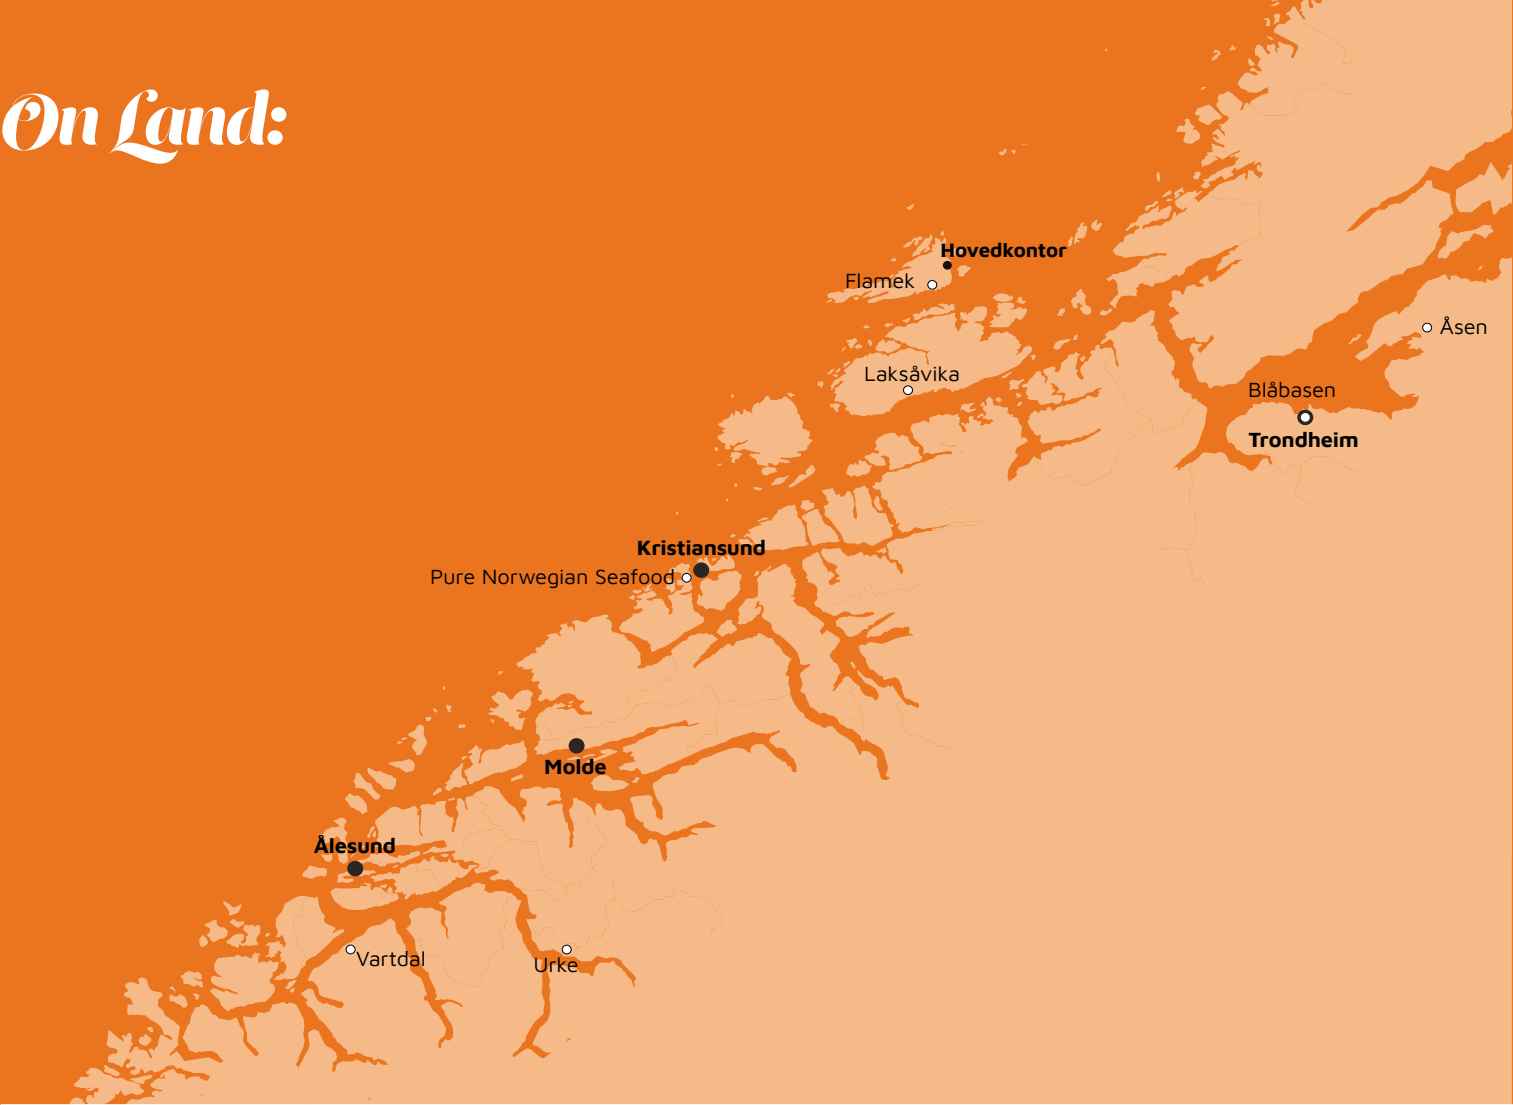 On Land:
Hovedkontor
Flamek
Åsen
Laksåvika
Blåbasen
Trondheim
Kristiansund
Pure Norwegian Seafood
Molde
Ålesund
Vartdal
Urke